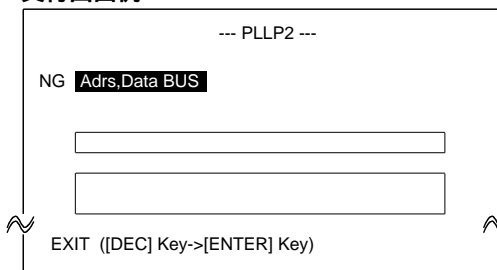 --- PLLP2 ---
NG Adrs,Data BUS
EXIT ([DEC] Key->[ENTER] Key)